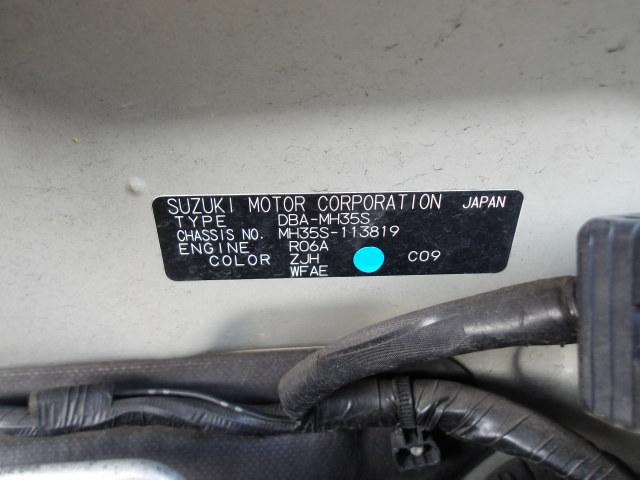 SUZUKI MOTOR CORPORATION JAPAN
TYPE DBA-MH35S
CHASSIS NO. MH35S-113819
ENGINE R06A
COLOR ZJH C09
WFAE